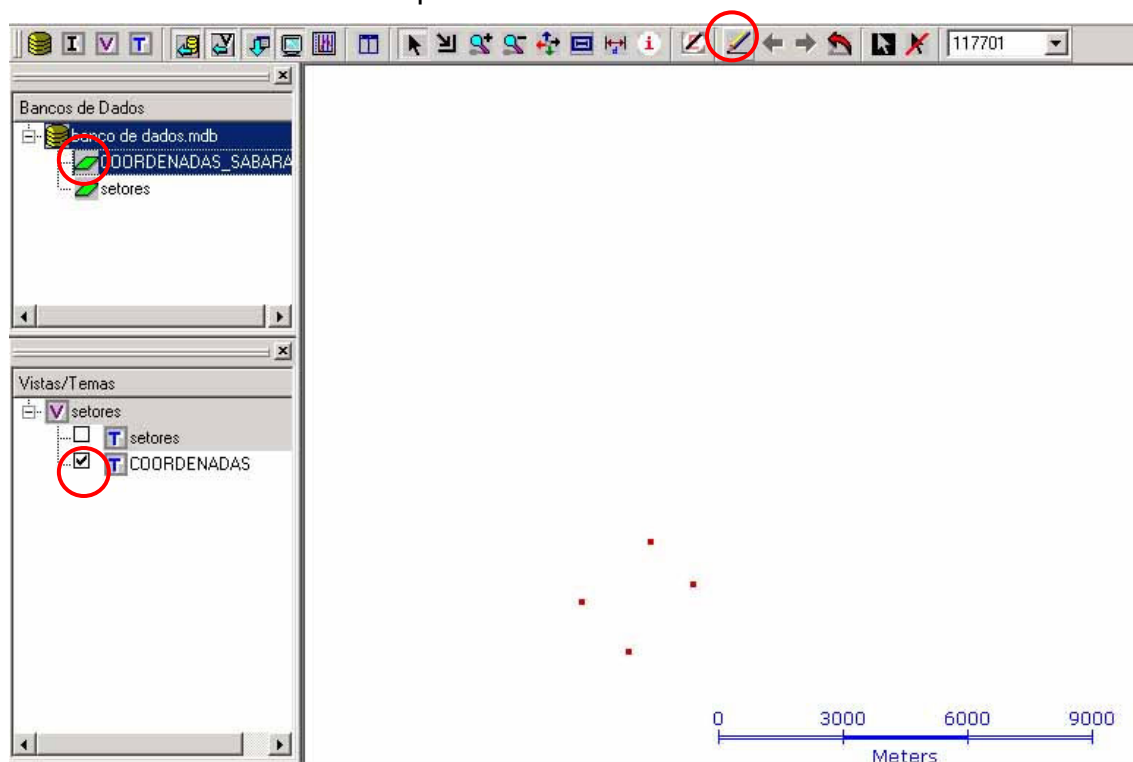 I V T i 117701
Bancos de Dados
banco de dados.mdb
COORDENADAS_SABARA
setores
Vistas/Temas
V setores
T setores
T COORDENADAS
0 3000 6000 9000
Meters